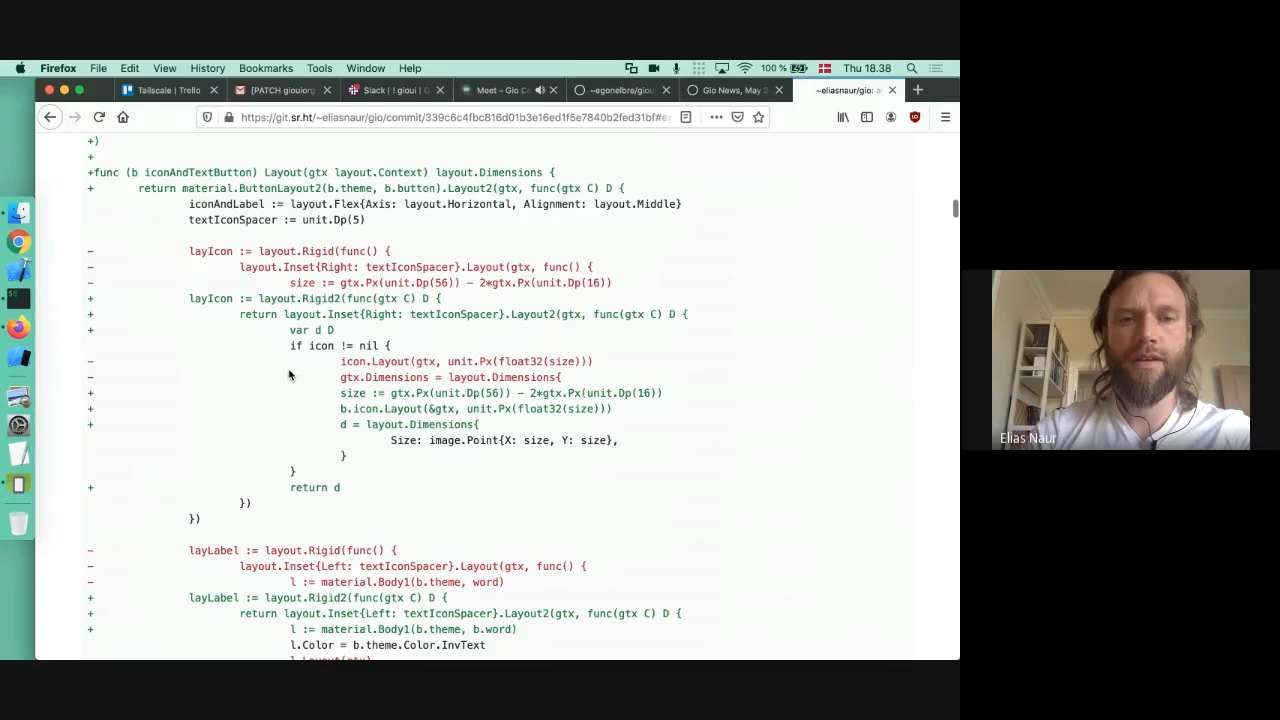 Firefox File Edit View History Bookmarks Tools Window Help 100 % Thu 18.38
Tailscale | Trello × [PATCH giouiorg × Slack | ! gioui | G × Meet – Gio C × ~egonelbre/giou × Gio News, May 2 × ~eliasnaur/gio: × +
https://git.sr.ht/~eliasnaur/gio/commit/339c6c4fbc816d01b3e16ed1f5e7840b2fed31bf#e
+)
+
+func (b iconAndTextButton) Layout(gtx layout.Context) layout.Dimensions {
+ return material.ButtonLayout2(b.theme, b.button).Layout2(gtx, func(gtx C) D {
iconAndLabel := layout.Flex{Axis: layout.Horizontal, Alignment: layout.Middle}
textIconSpacer := unit.Dp(5)
- layIcon := layout.Rigid(func() {
- layout.Inset{Right: textIconSpacer}.Layout(gtx, func() {
- size := gtx.Px(unit.Dp(56)) - 2*gtx.Px(unit.Dp(16))
+ layIcon := layout.Rigid2(func(gtx C) D {
+ return layout.Inset{Right: textIconSpacer}.Layout2(gtx, func(gtx C) D {
+ var d D
if icon != nil {
- icon.Layout(gtx, unit.Px(float32(size)))
- gtx.Dimensions = layout.Dimensions{
+ size := gtx.Px(unit.Dp(56)) - 2*gtx.Px(unit.Dp(16))
+ b.icon.Layout(&gtx, unit.Px(float32(size)))
+ d = layout.Dimensions{
Size: image.Point{X: size, Y: size},
}
}
+ return d
})
})
- layLabel := layout.Rigid(func() {
- layout.Inset{Left: textIconSpacer}.Layout(gtx, func() {
- l := material.Body1(b.theme, word)
+ layLabel := layout.Rigid2(func(gtx C) D {
+ return layout.Inset{Left: textIconSpacer}.Layout2(gtx, func(gtx C) D {
+ l := material.Body1(b.theme, b.word)
l.Color = b.theme.Color.InvText
Elias Naur